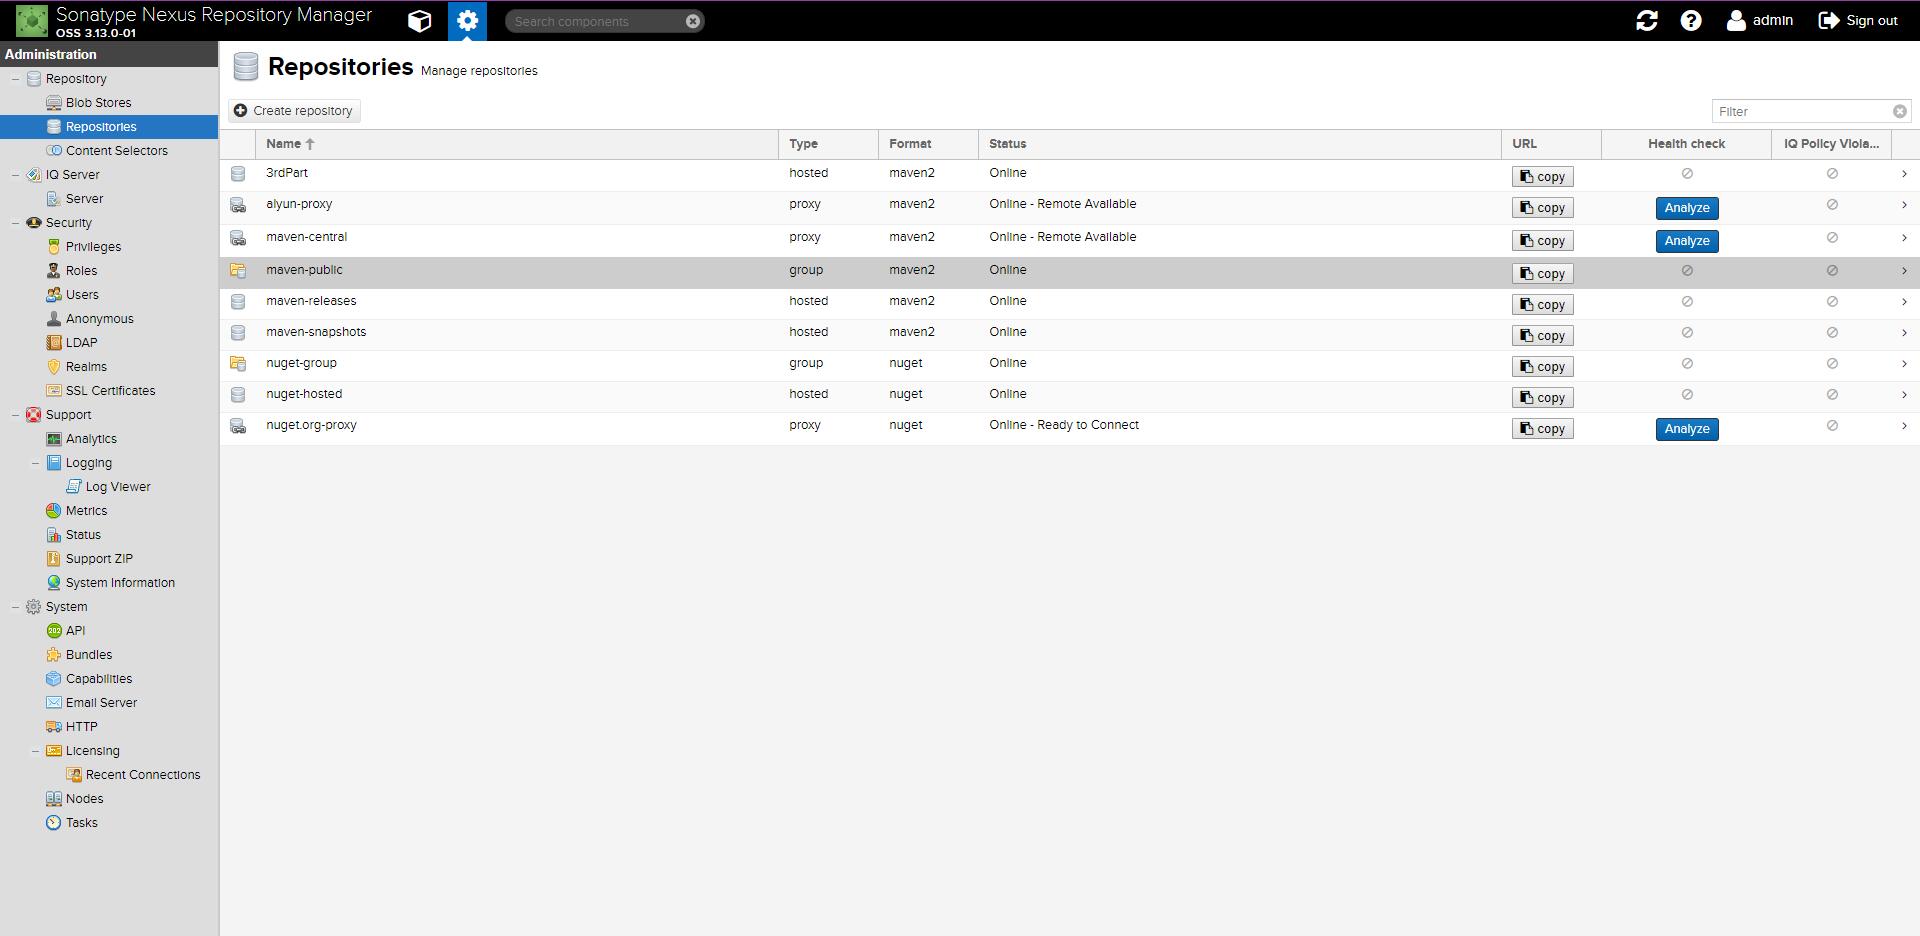 Sonatype Nexus Repository Manager
OSS 3.13.0-01
Search components
admin
Sign out
Administration
Repository
Blob Stores
Repositories
Content Selectors
IQ Server
Server
Security
Privileges
Roles
Users
Anonymous
LDAP
Realms
SSL Certificates
Support
Analytics
Logging
Log Viewer
Metrics
Status
Support ZIP
System Information
System
API
Bundles
Capabilities
Email Server
HTTP
Licensing
Recent Connections
Nodes
Tasks
Repositories Manage repositories
Create repository
Filter
Name Type Format Status URL Health check IQ Policy Viola...
3rdPart hosted maven2 Online copy
alyun-proxy proxy maven2 Online - Remote Available copy Analyze
maven-central proxy maven2 Online - Remote Available copy Analyze
maven-public group maven2 Online copy
maven-releases hosted maven2 Online copy
maven-snapshots hosted maven2 Online copy
nuget-group group nuget Online copy
nuget-hosted hosted nuget Online copy
nuget.org-proxy proxy nuget Online - Ready to Connect copy Analyze